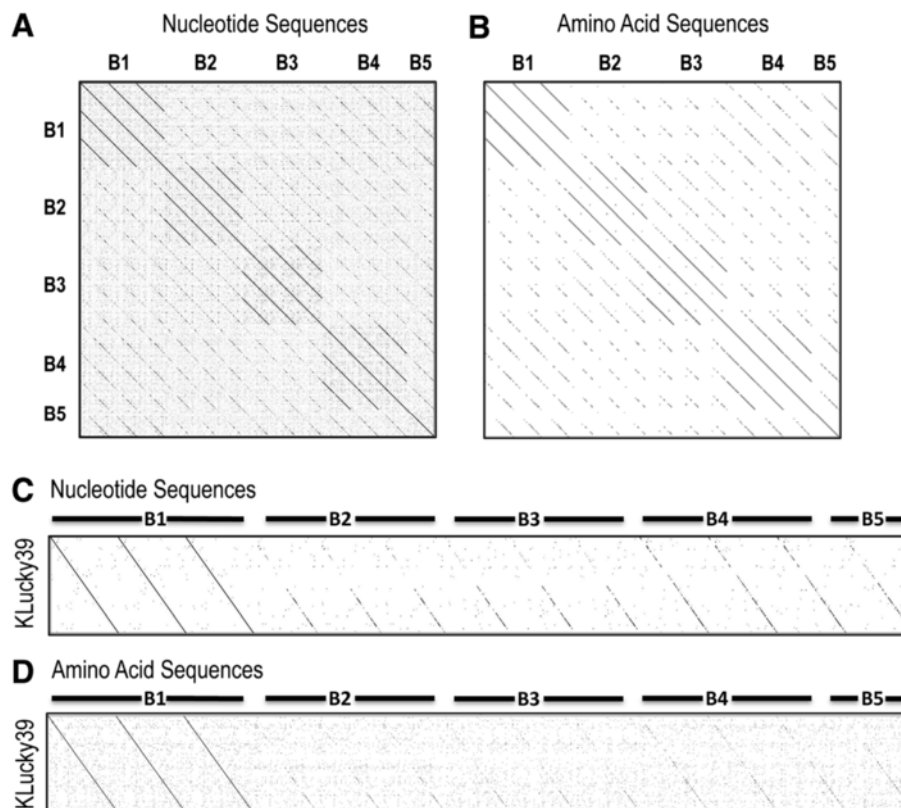 A Nucleotide Sequences
B1 B2 B3 B4 B5
B1
B2
B3
B4
B5
B Amino Acid Sequences
B1 B2 B3 B4 B5
C Nucleotide Sequences
B1 B2 B3 B4 B5
KLucky39
D Amino Acid Sequences
B1 B2 B3 B4 B5
KLucky39